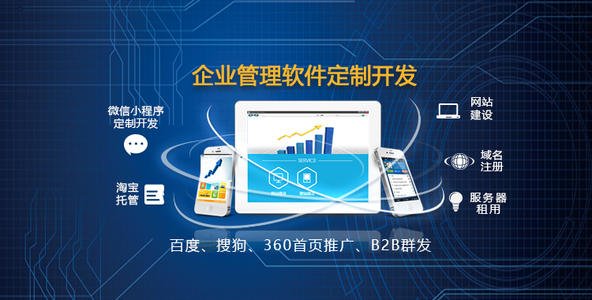 企业管理软件定制开发
微信小程序
定制开发
淘宝
托管
SERVICE
网站
建设
域名
注册
服务器
租用
百度、搜狗、360首页推广、B2B群发